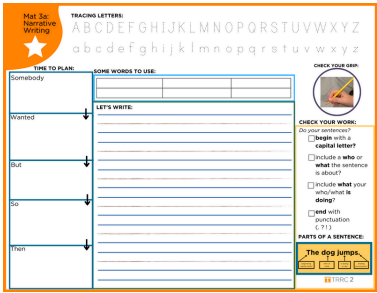 Mat 3a:
Narrative
Writing
TRACING LETTERS:
A B C D E F G H I J K L M N O P Q R S T U V W X Y Z
a b c d e f g h i j k l m n o p q r s t u v w x y z
TIME TO PLAN:
Somebody
Wanted
But
So
Then
SOME WORDS TO USE:
LET'S WRITE:
CHECK YOUR GRIP:
CHECK YOUR WORK:
Do your sentences?
begin with a
capital letter?
include a who or
what the sentence
is about?
include what your
who/what is
doing?
end with
punctuation
(. ? ! )
PARTS OF A SENTENCE:
The dog jumps.
TRRC 2